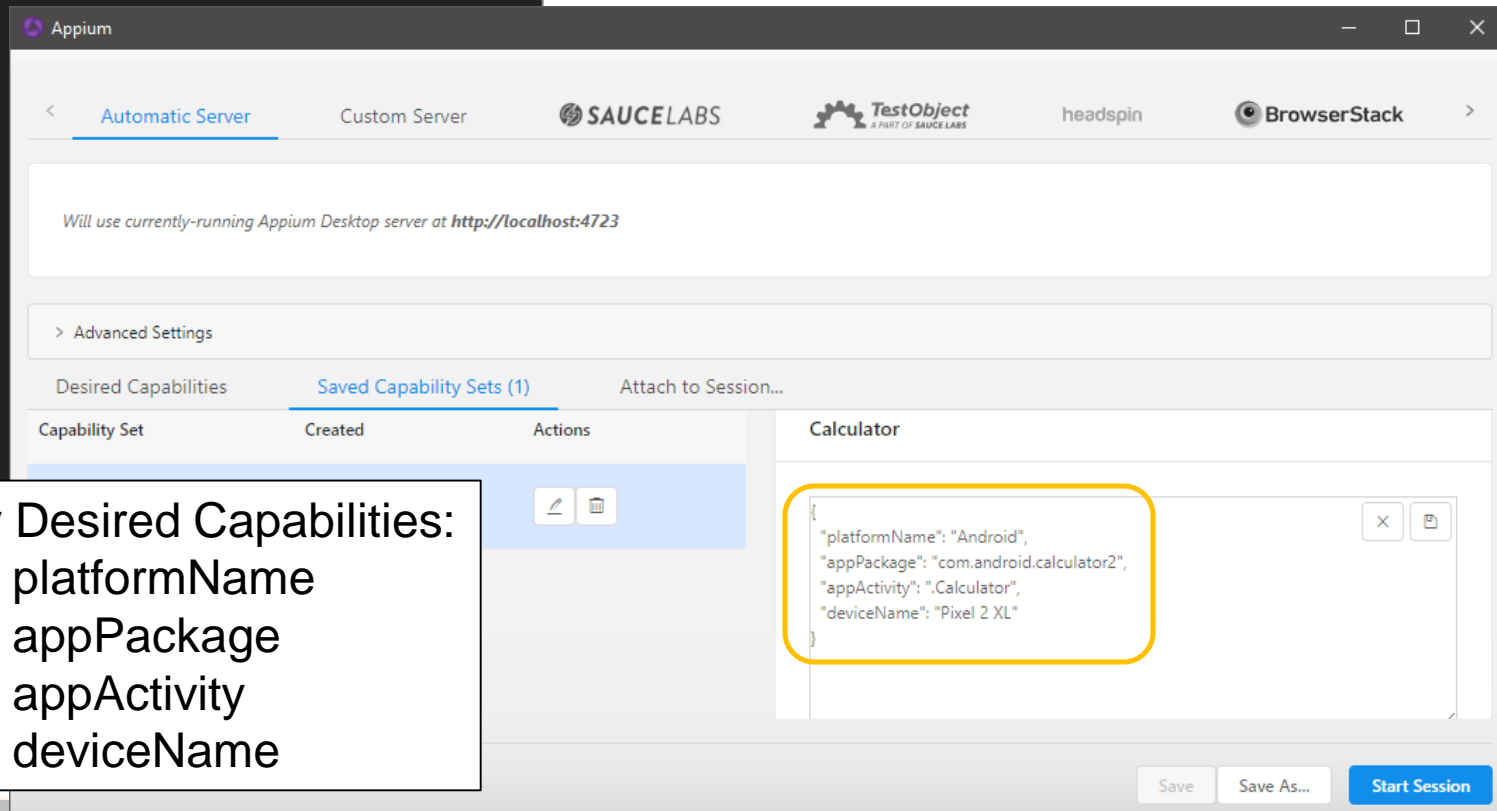 Appium
Automatic Server
Custom Server
SAUCELABS
TestObject
A PART OF SAUCE LABS
headspin
BrowserStack
Will use currently-running Appium Desktop server at http://localhost:4723
> Advanced Settings
Desired Capabilities
Saved Capability Sets (1)
Attach to Session...
Capability Set
Created
Actions
Calculator
{
"platformName": "Android",
"appPackage": "com.android.calculator2",
"appActivity": ".Calculator",
"deviceName": "Pixel 2 XL"
}
Desired Capabilities:
platformName
appPackage
appActivity
deviceName
Save
Save As...
Start Session